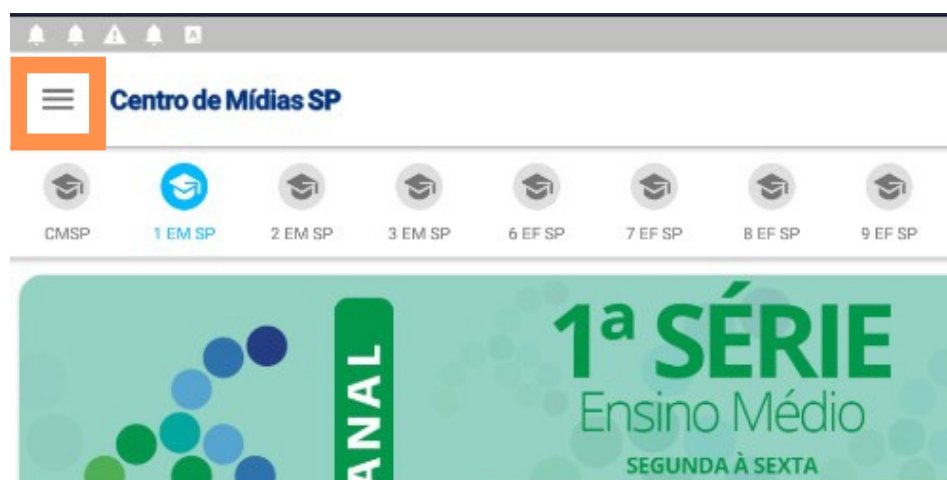 Centro de Mídias SP
CMSP
1 EM SP
2 EM SP
3 EM SP
6 EF SP
7 EF SP
8 EF SP
9 EF SP
ANAL
1ª SÉRIE
Ensino Médio
SEGUNDA À SEXTA